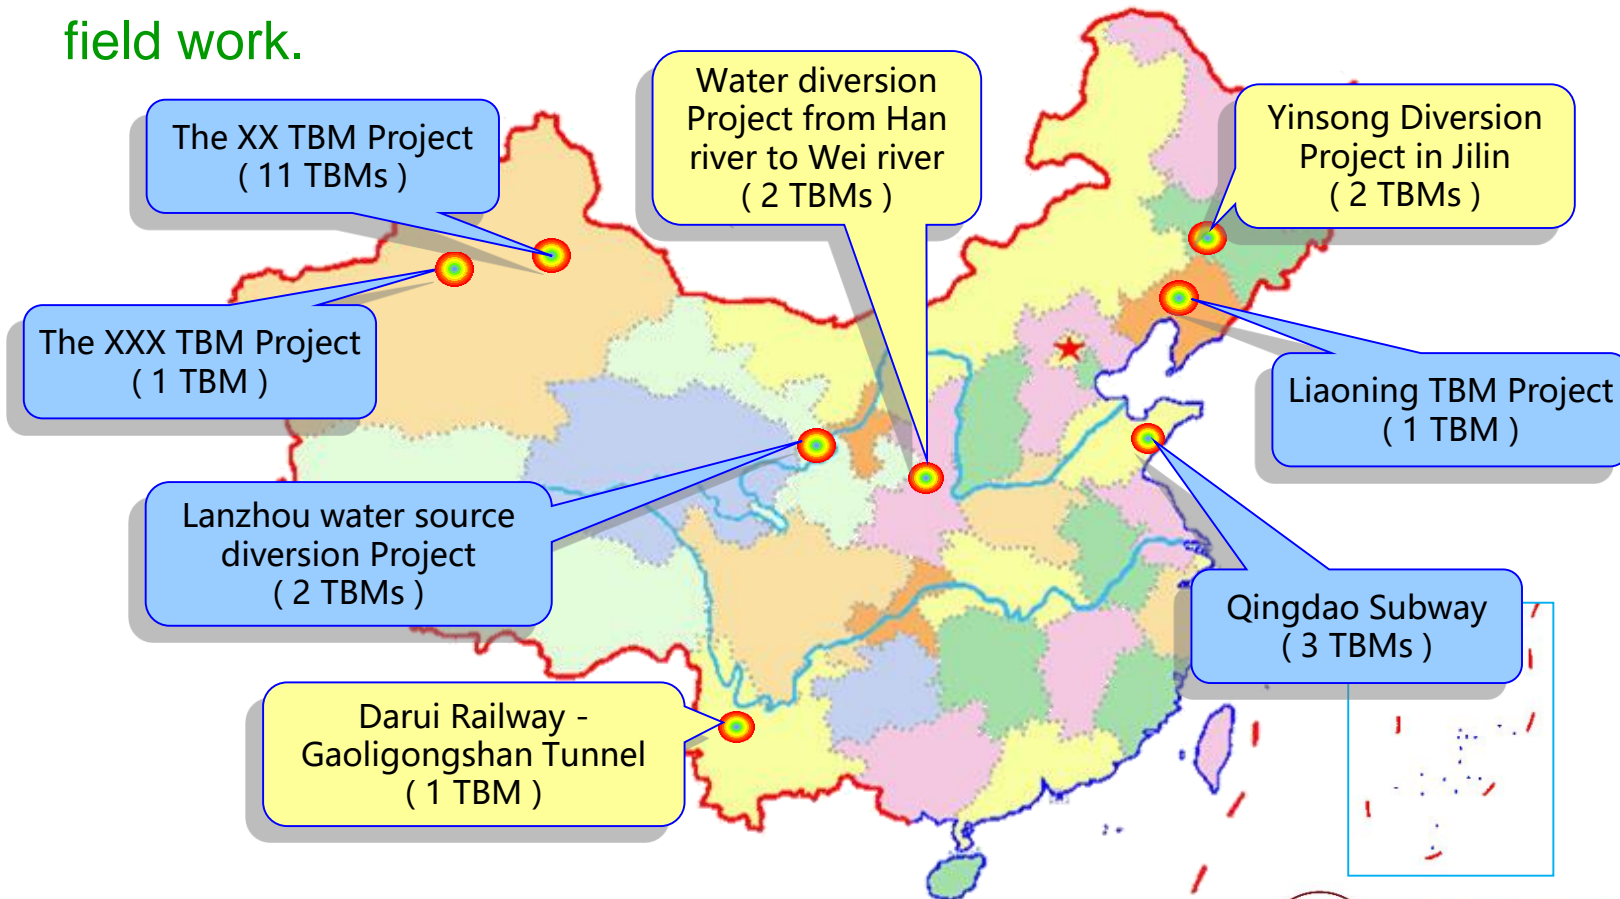 field work.
The XX TBM Project
( 11 TBMs )
Water diversion
Project from Han
river to Wei river
( 2 TBMs )
Yinsong Diversion
Project in Jilin
( 2 TBMs )
The XXX TBM Project
( 1 TBM )
Liaoning TBM Project
( 1 TBM )
Lanzhou water source
diversion Project
( 2 TBMs )
Qingdao Subway
( 3 TBMs )
Darui Railway -
Gaoligongshan Tunnel
( 1 TBM )